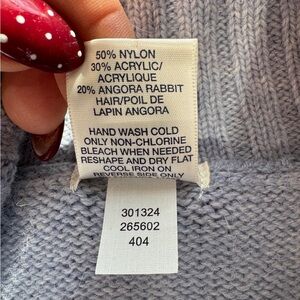 50% NYLON
30% ACRYLIC/
ACRYLIQUE
20% ANGORA RABBIT
HAIR/POIL DE
LAPIN ANGORA
HAND WASH COLD
ONLY NON-CHLORINE
BLEACH WHEN NEEDED
RESHAPE AND DRY FLAT
COOL IRON ON
REVERSE SIDE ONLY
301324
265602
404